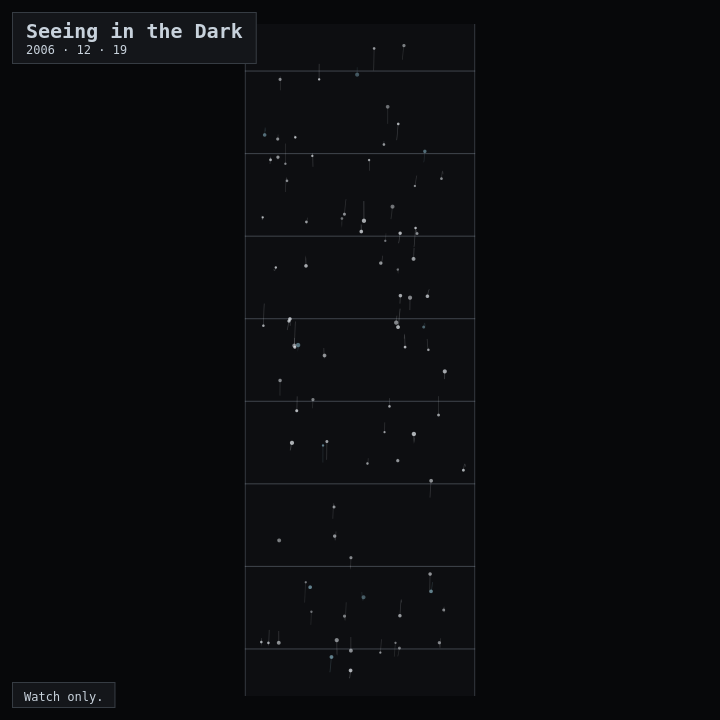 Seeing in the Dark
2006 · 12 · 19
Watch only.